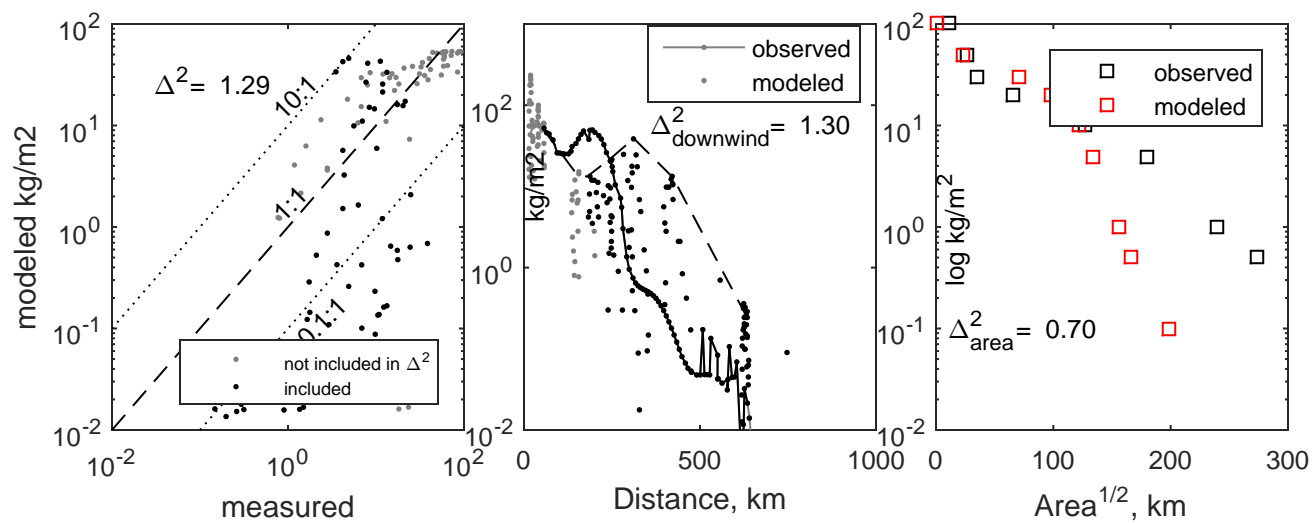 10^2
10^1
10^0
10^-1
10^-2
modeled kg/m2
Δ^2= 1.29
10:1
1:1
0.1:1
not included in Δ^2
included
10^-2
10^0
10^2
measured
10^2
10^0
10^-2
kg/m2
observed
modeled
Δ^2_downwind= 1.30
0
500
1000
Distance, km
10^2
10^1
10^0
10^-1
10^-2
log kg/m^2
observed
modeled
Δ^2_area= 0.70
0
100
200
300
Area^1/2, km